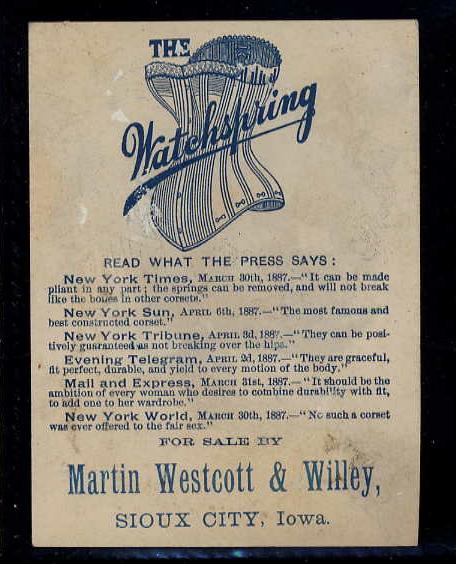 THE
Watchspring
READ WHAT THE PRESS SAYS:
New York Times, MARCH 30th, 1887.—"It can be made
pliant in any part; the springs can be removed, and will not break
like the bones in other corsets."
New York Sun, APRIL 6th, 1887.—"The most famous and
best constructed corset."
New York Tribune, APRIL 3d, 1887.—"They can be posi-
tively guaranteed as not breaking over the hips."
Evening Telegram, APRIL 2d, 1887.—"They are graceful,
fit perfect, durable, and yield to every motion of the body."
Mail and Express, MARCH 31st, 1887.—"It should be the
ambition of every woman who desires to combine durability with fit,
to add one to her wardrobe."
New York World, MARCH 30th, 1887.—"No such a corset
was ever offered to the fair sex."
FOR SALE BY
Martin Westcott & Willey,
SIOUX CITY, Iowa.